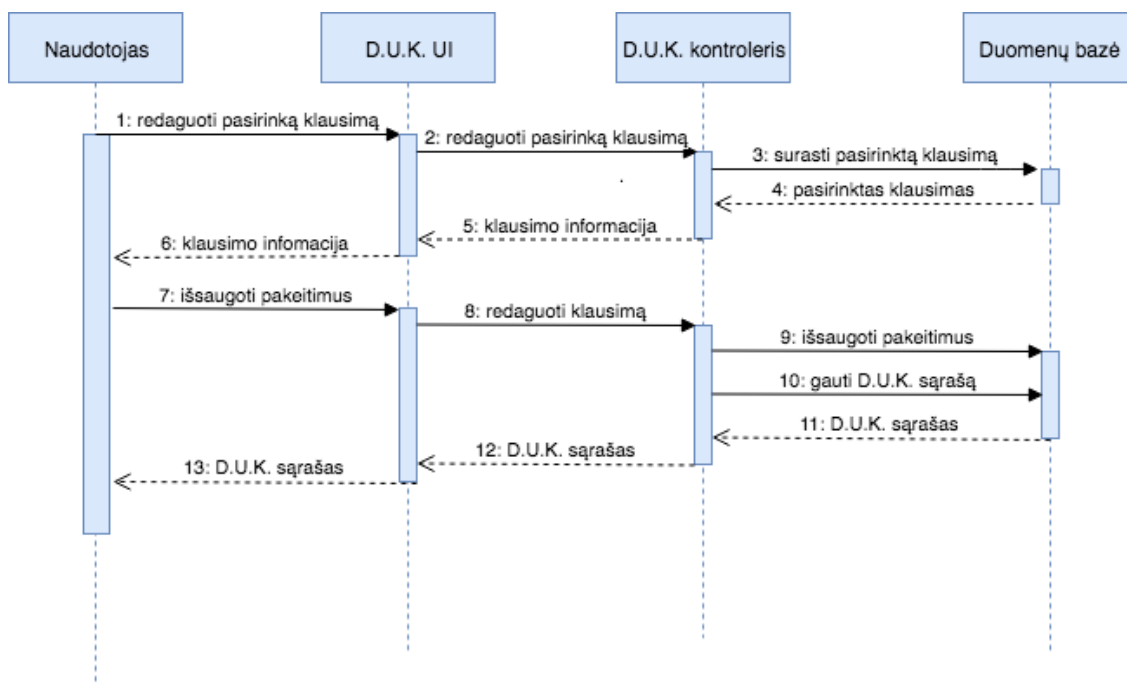 Naudotojas
D.U.K. UI
D.U.K. kontroleris
Duomenų bazė
1: redaguoti pasirinką klausimą
2: redaguoti pasirinką klausimą
3: surasti pasirinktą klausimą
4: pasirinktas klausimas
5: klausimo informacija
6: klausimo infomacija
7: išsaugoti pakeitimus
8: redaguoti klausimą
9: išsaugoti pakeitimus
10: gauti D.U.K. sąrašą
11: D.U.K. sąrašas
12: D.U.K. sąrašas
13: D.U.K. sąrašas